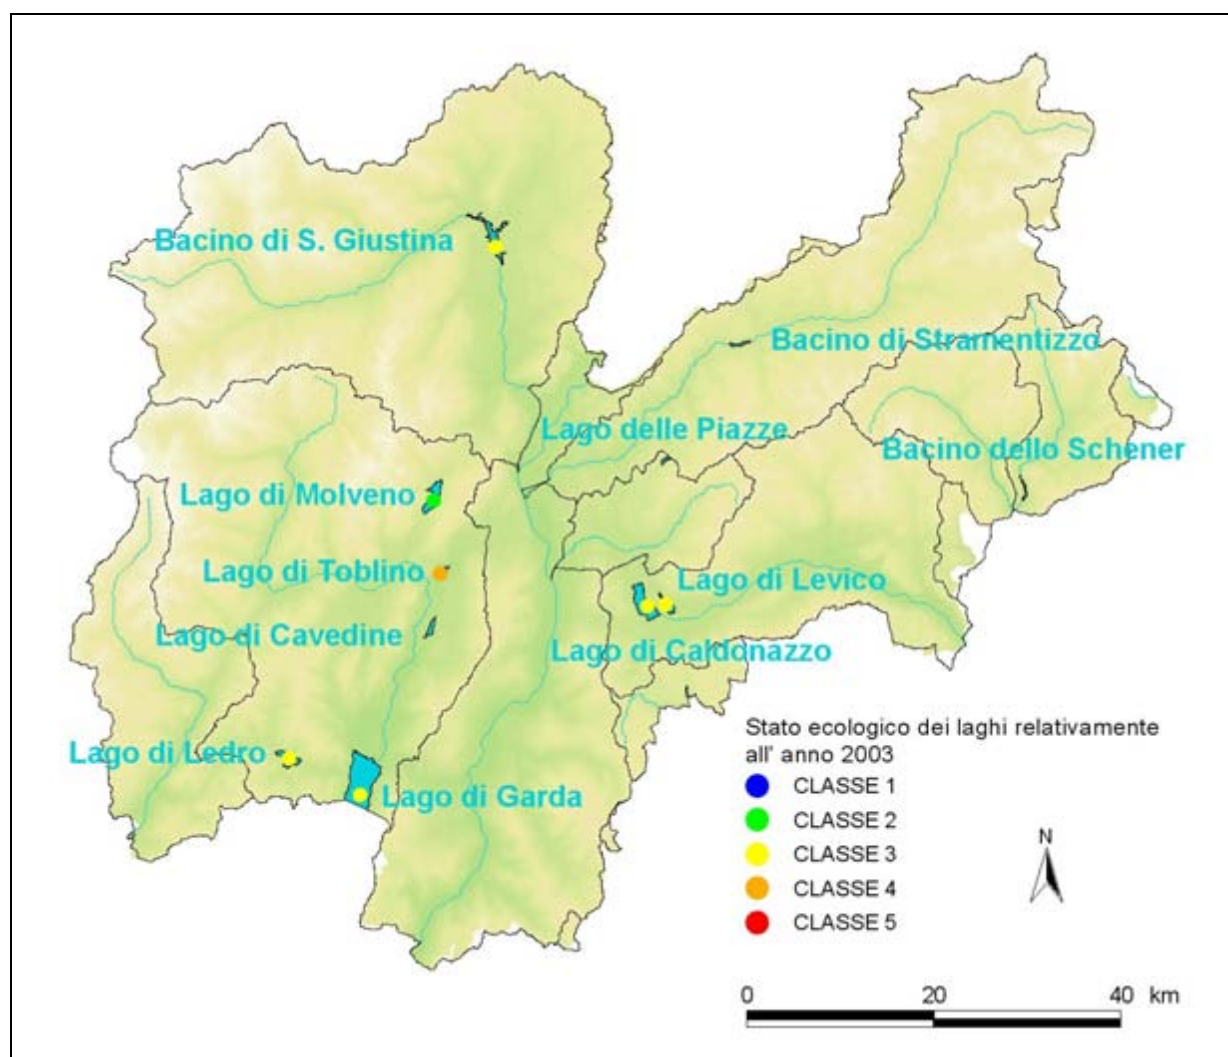 Bacino di S. Giustina
Bacino di Stramentizzo
Lago delle Piazze
Bacino dello Schener
Lago di Molveno
Lago di Toblino
Lago di Levico
Lago di Cavedine
Lago di Caldonazzo
Lago di Ledro
Lago di Garda
Stato ecologico dei laghi relativamente
all' anno 2003
CLASSE 1
CLASSE 2
CLASSE 3
CLASSE 4
CLASSE 5
N
0 20 40 km